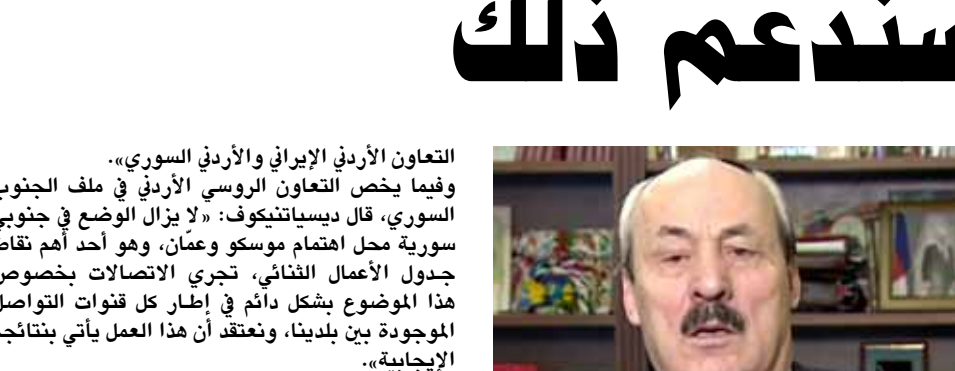 سندعم ذلك
التعاون الأردني الإيراني والأردني السوري».
وفيما يخص التعاون الروسي الأردني في ملف الجنوب
السوري، قال ديسياتنيكوف: «لا يزال الوضع في جنوبي
سورية محل اهتمام موسكو وعمّان، وهو أحد أهم نقاط
جدول الأعمال الثنائي، تجري الاتصالات بخصوص
هذا الموضوع بشكل دائم في إطار كل قنوات التواصل
الموجودة بين بلدينا، ونعتقد أن هذا العمل يأتي بنتائجه
الإيجابية».